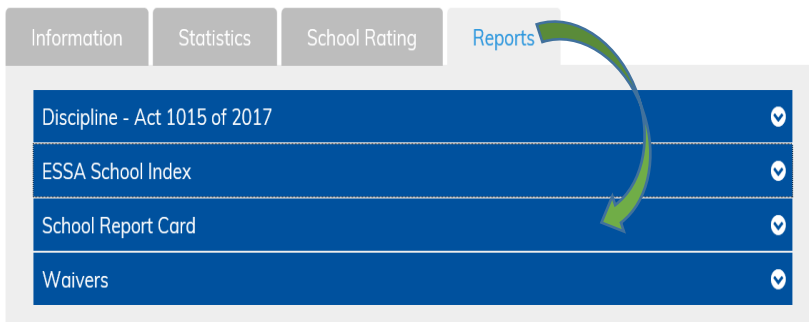 Information Statistics School Rating Reports
Discipline - Act 1015 of 2017
ESSA School Index
School Report Card
Waivers